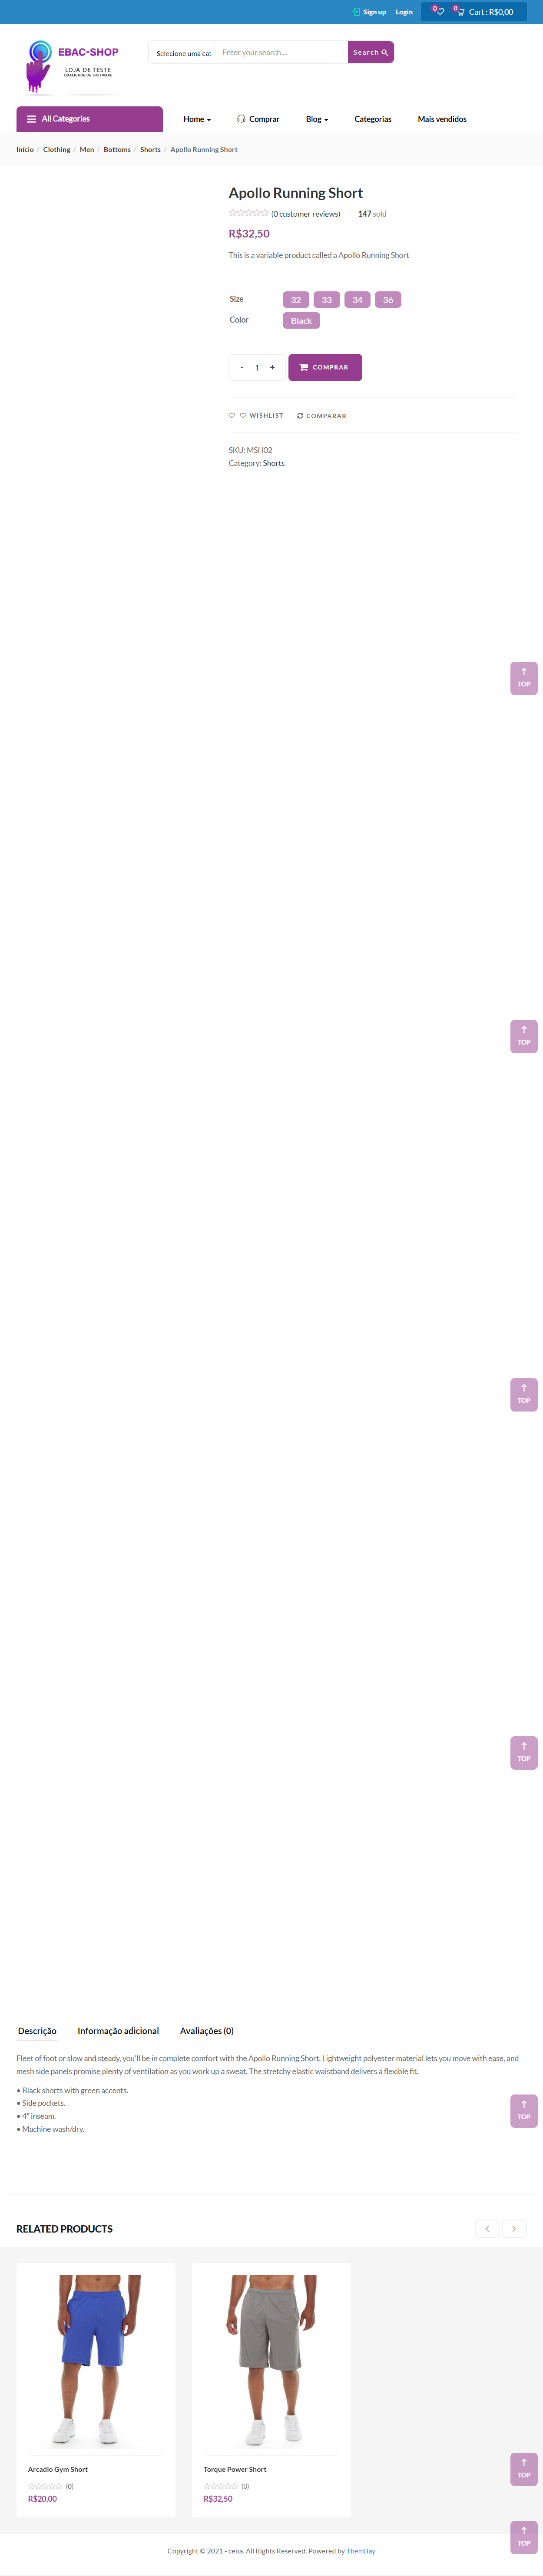 Sign up Login 0 0 Cart : R$0,00
EBAC-SHOP
LOJA DE TESTE
QUALIDADE DE SOFTWARE
Selecione uma cat Enter your search ... Search
All Categories Home Comprar Blog Categorias Mais vendidos
Início / Clothing / Men / Bottoms / Shorts / Apollo Running Short
Apollo Running Short
(0 customer reviews) 147 sold
R$32,50
This is a variable product called a Apollo Running Short
Size 32 33 34 36
Color Black
- 1 + COMPRAR
WISHLIST COMPARAR
SKU: MSH02
Category: Shorts
TOP
TOP
TOP
TOP
Descrição Informação adicional Avaliações (0)
Fleet of foot or slow and steady, you'll be in complete comfort with the Apollo Running Short. Lightweight polyester material lets you move with ease, and
mesh side panels promise plenty of ventilation as you work up a sweat. The stretchy elastic waistband delivers a flexible fit.
• Black shorts with green accents.
• Side pockets.
• 4" inseam.
• Machine wash/dry.
TOP
RELATED PRODUCTS
Arcadio Gym Short Torque Power Short
(0) (0)
R$20,00 R$32,50
TOP
TOP
Copyright © 2021 - cena. All Rights Reserved. Powered by ThemBay